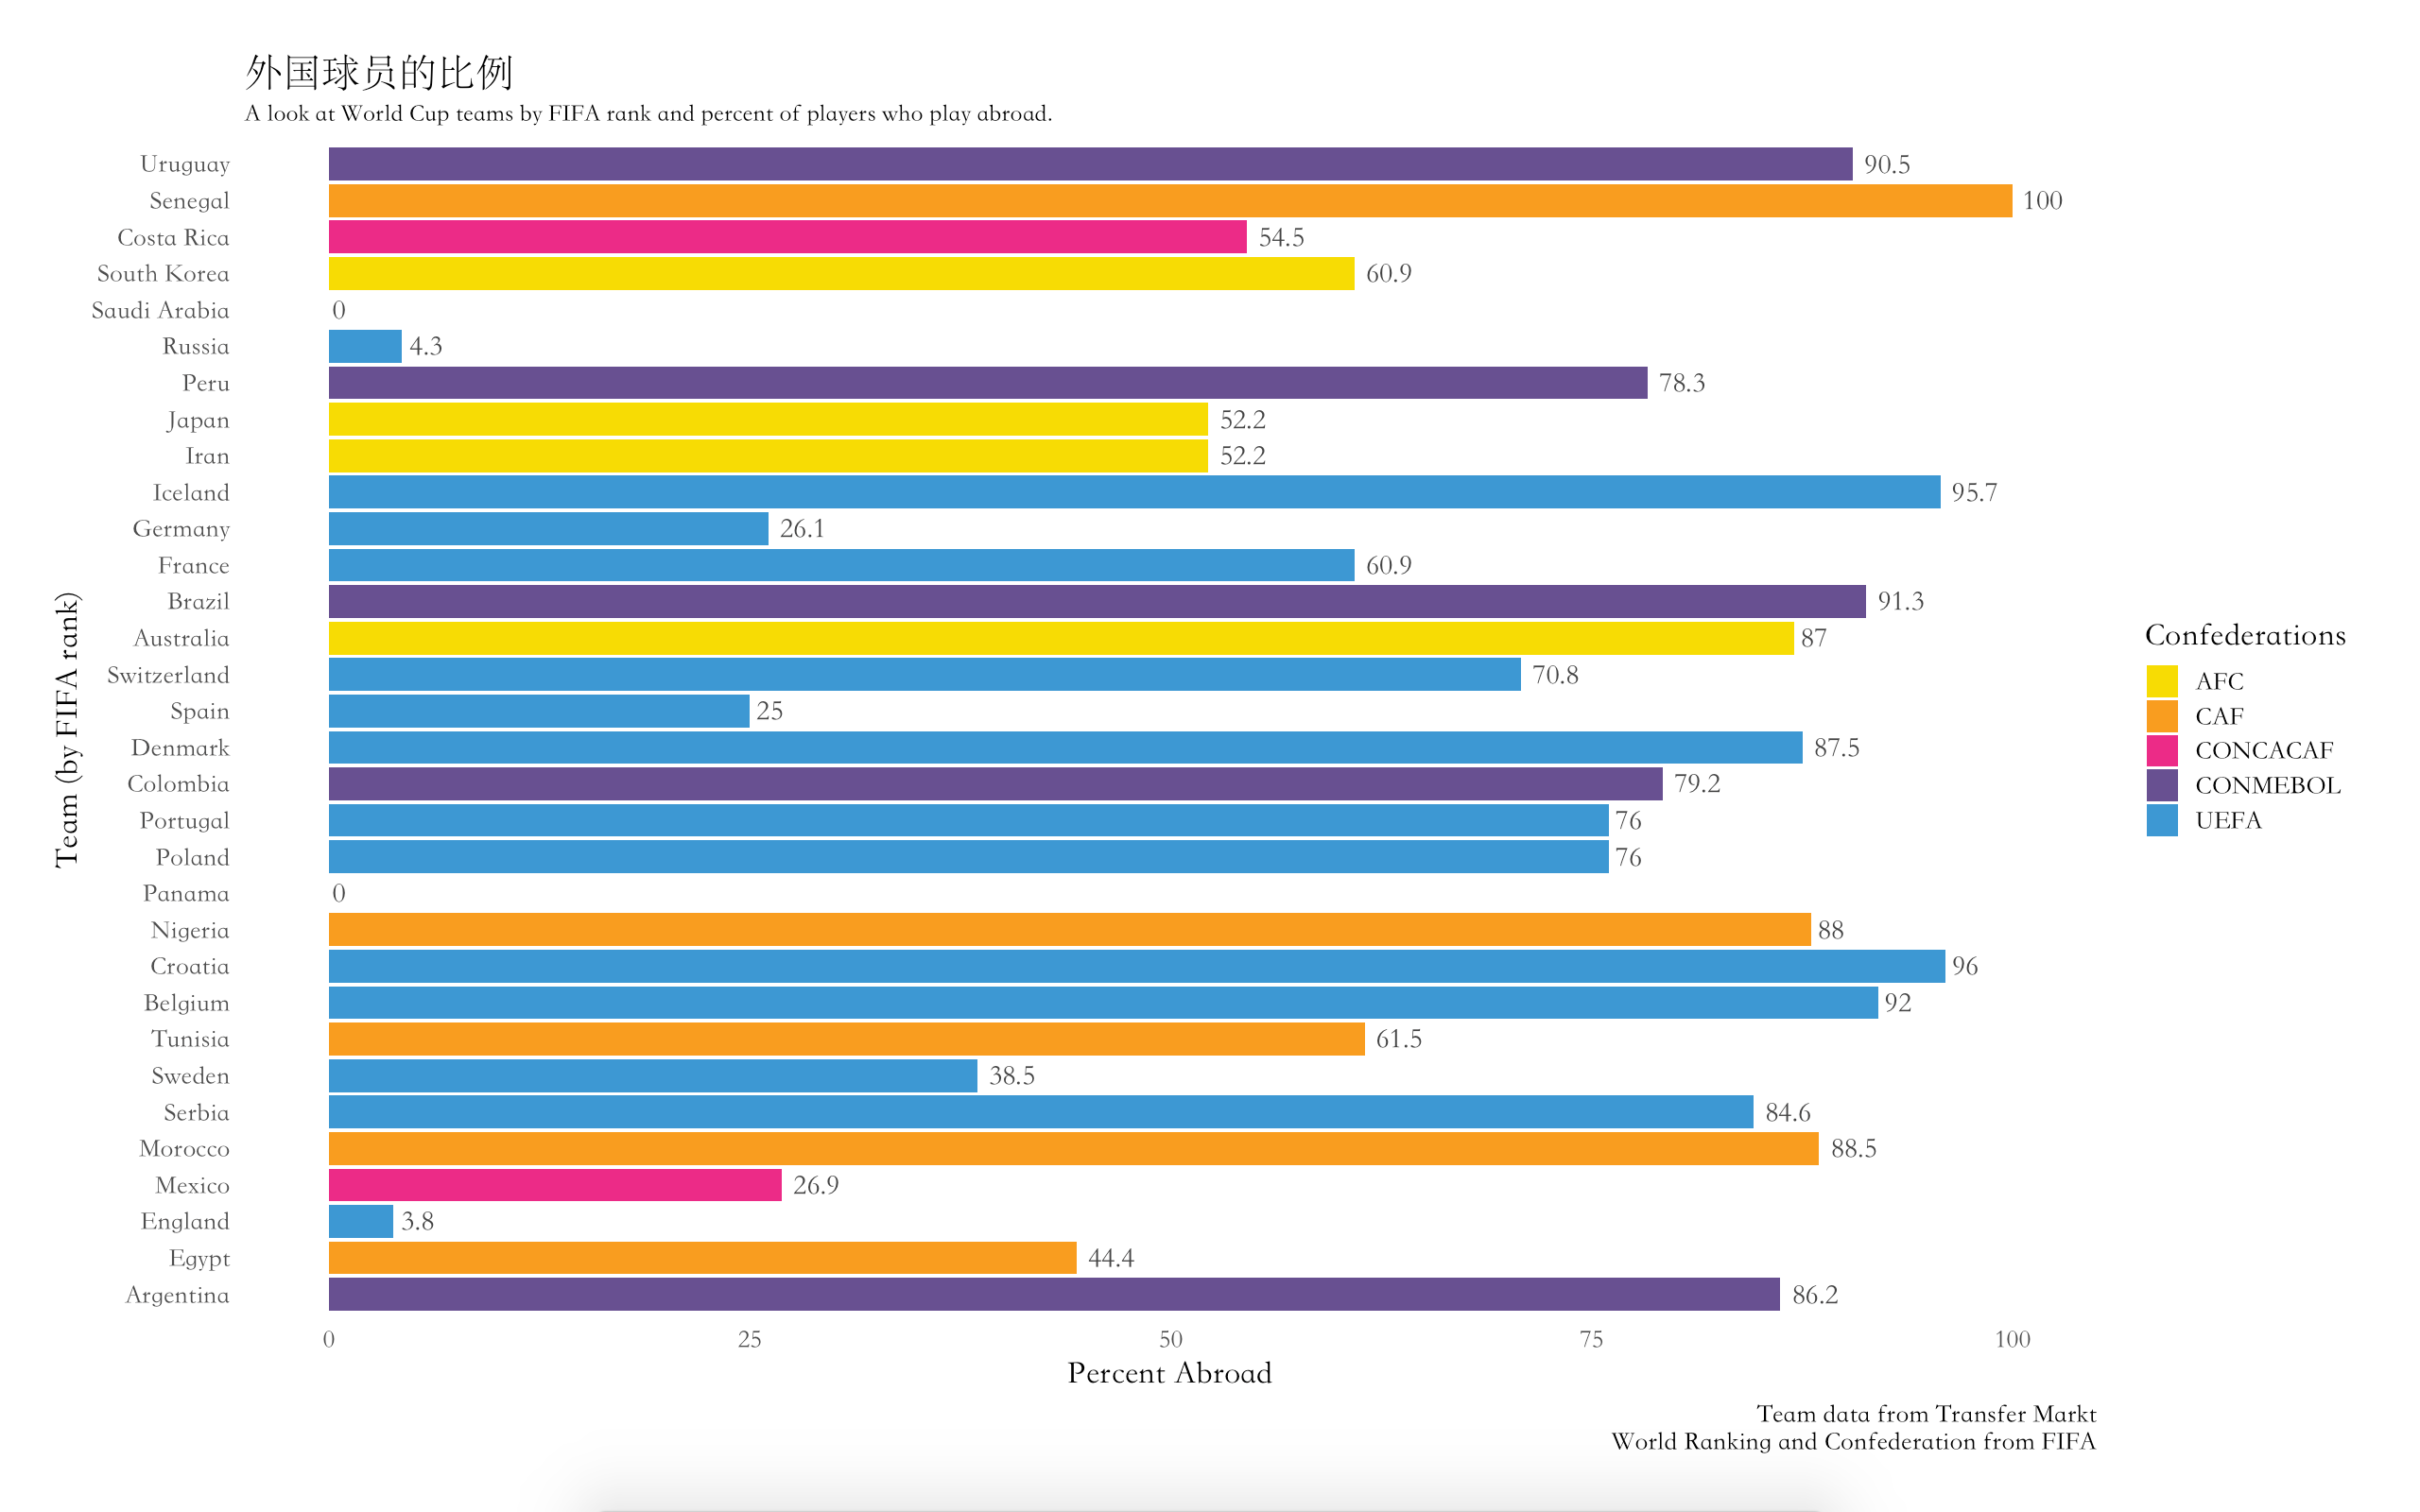 外国球员的比例
A look at World Cup teams by FIFA rank and percent of players who play abroad.
Team (by FIFA rank)
Uruguay 90.5
Senegal 100
Costa Rica 54.5
South Korea 60.9
Saudi Arabia 0
Russia 4.3
Peru 78.3
Japan 52.2
Iran 52.2
Iceland 95.7
Germany 26.1
France 60.9
Brazil 91.3
Australia 87
Switzerland 70.8
Spain 25
Denmark 87.5
Colombia 79.2
Portugal 76
Poland 76
Panama 0
Nigeria 88
Croatia 96
Belgium 92
Tunisia 61.5
Sweden 38.5
Serbia 84.6
Morocco 88.5
Mexico 26.9
England 3.8
Egypt 44.4
Argentina 86.2
0 25 50 75 100
Percent Abroad
Confederations
AFC
CAF
CONCACAF
CONMEBOL
UEFA
Team data from Transfer Markt
World Ranking and Confederation from FIFA